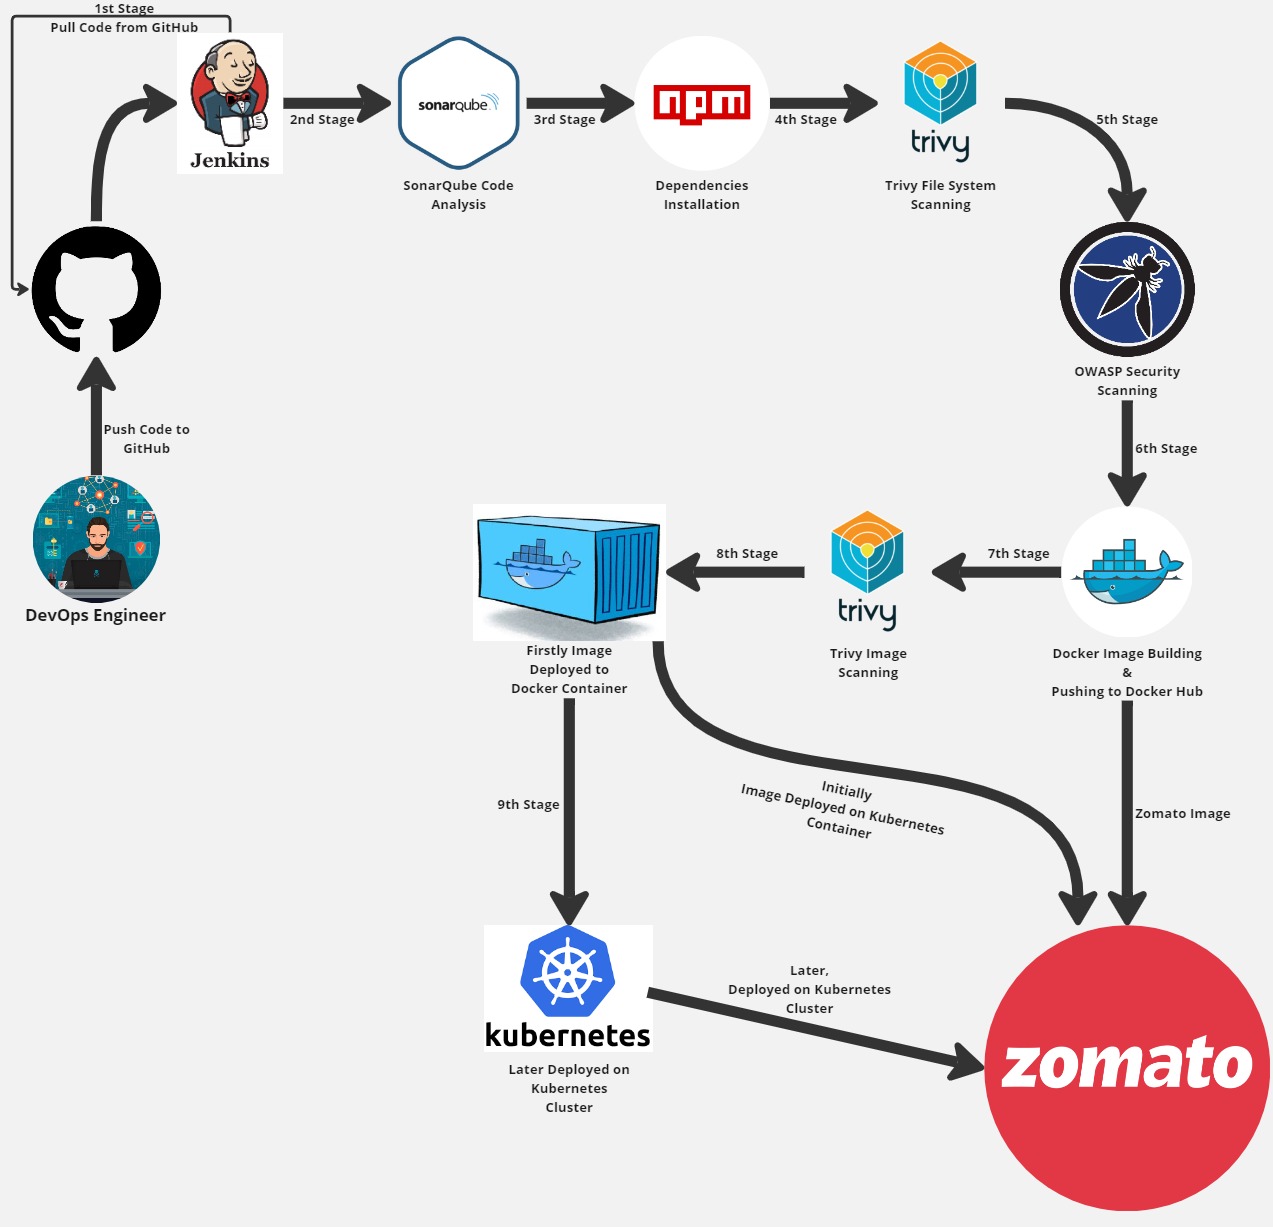 1st Stage
Pull Code from GitHub
Jenkins
2nd Stage
sonarqube
SonarQube Code
Analysis
3rd Stage
npm
Dependencies
Installation
4th Stage
trivy
Trivy File System
Scanning
5th Stage
OWASP Security
Scanning
Push Code to
GitHub
DevOps Engineer
6th Stage
7th Stage
Docker Image Building
&
Pushing to Docker Hub
trivy
Trivy Image
Scanning
8th Stage
Firstly Image
Deployed to
Docker Container
9th Stage
Initially
Image Deployed on Kubernetes
Container
Zomato Image
kubernetes
Later Deployed on
Kubernetes
Cluster
Later,
Deployed on Kubernetes
Cluster
zomato